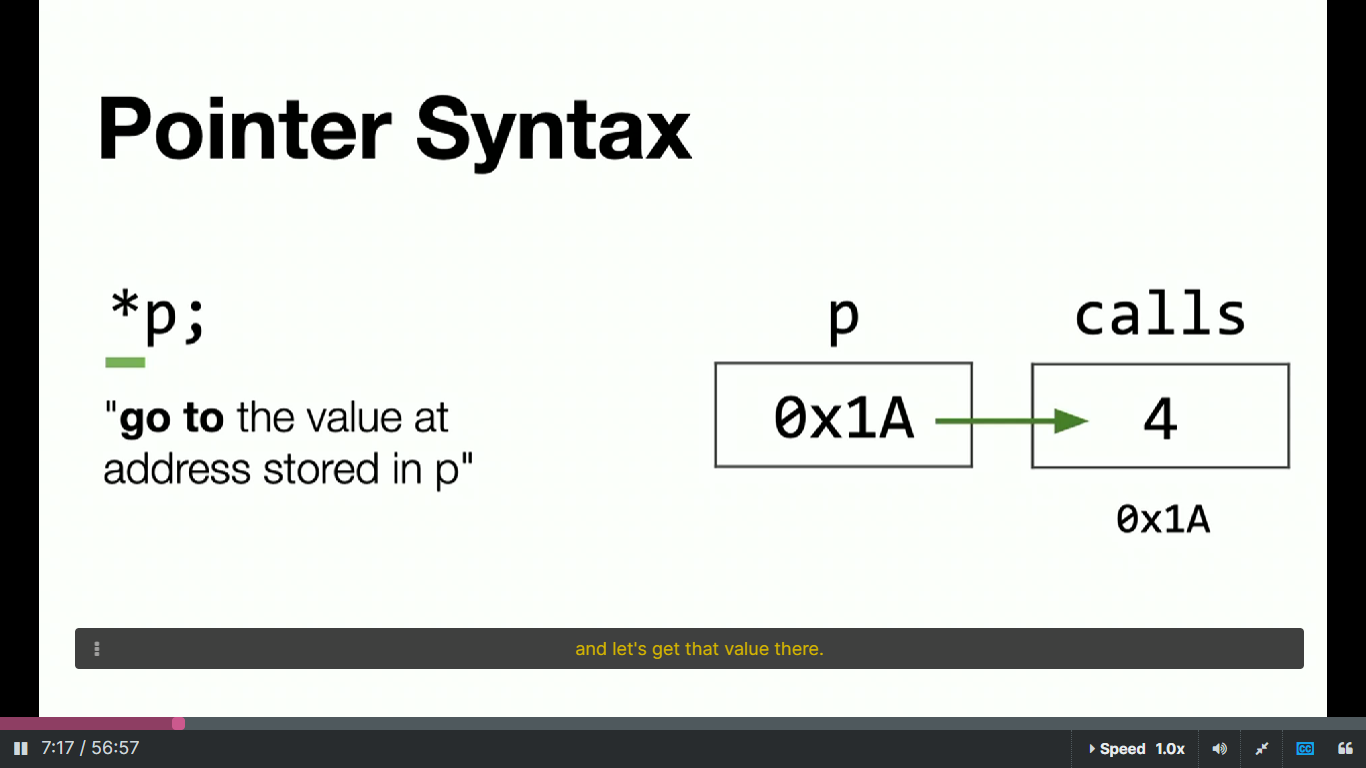 Pointer Syntax
*p;
"go to the value at
address stored in p"
p
calls
0x1A
4
0x1A
and let's get that value there.
7:17 / 56:57
Speed 1.0x
CC